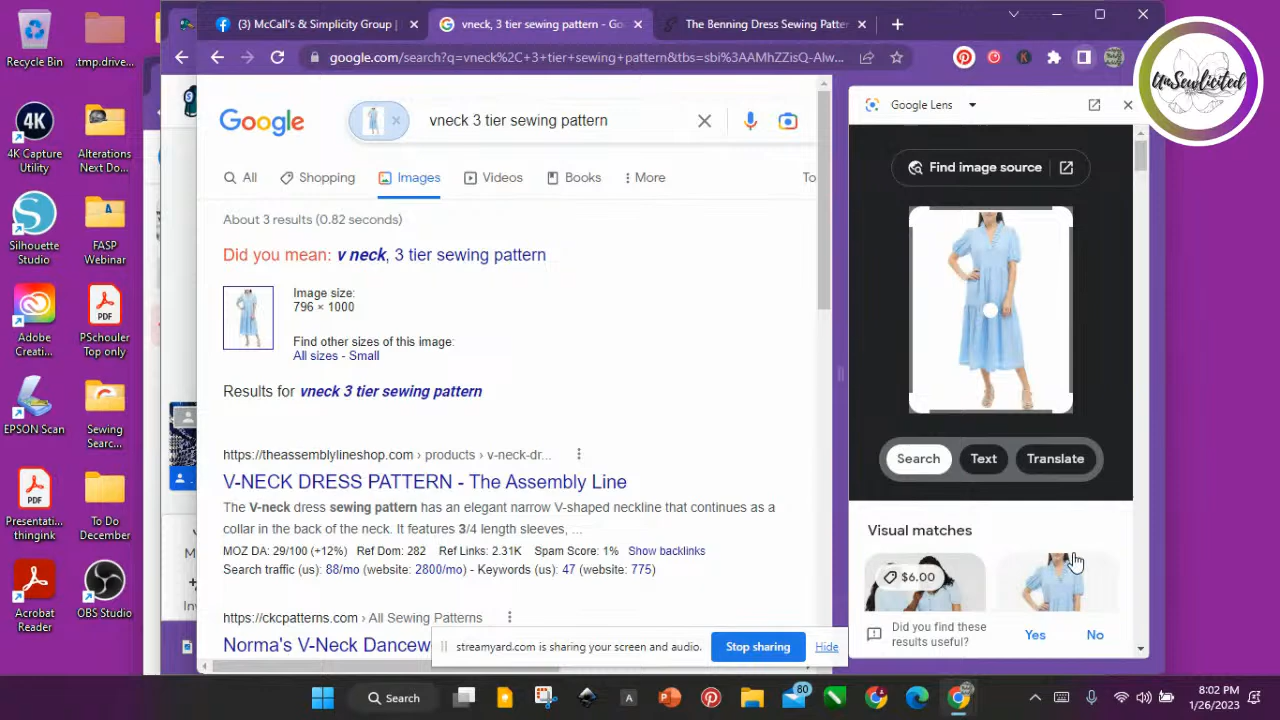 Recycle Bin
.tmp.drive...
4K
4K Capture
Utility
Alterations
Next Do...
Silhouette
Studio
FASP
Webinar
Adobe
Creati...
PDF
PSchouler
Top only
EPSON Scan
Sewing
Searc...
PDF
Presentati...
thingink
To Do
December
Acrobat
Reader
OBS Studio
(3) McCall's & Simplicity Group |
vneck, 3 tier sewing pattern - Go
The Benning Dress Sewing Patter
google.com/search?q=vneck%2C+3+tier+sewing+pattern&tbs=sbi%3AAMhZZisQ-Alw...
UnSewlicited
Google
vneck 3 tier sewing pattern
All
Shopping
Images
Videos
Books
More
To
About 3 results (0.82 seconds)
Did you mean: v neck, 3 tier sewing pattern
Image size:
796 × 1000
Find other sizes of this image:
All sizes - Small
Results for vneck 3 tier sewing pattern
https://theassemblylineshop.com › products › v-neck-dr...
V-NECK DRESS PATTERN - The Assembly Line
The V-neck dress sewing pattern has an elegant narrow V-shaped neckline that continues as a
collar in the back of the neck. It features 3/4 length sleeves, ...
MOZ DA: 29/100 (+12%) Ref Dom: 282 Ref Links: 2.31K Spam Score: 1% Show backlinks
Search traffic (us): 88/mo (website: 2800/mo) - Keywords (us): 47 (website: 775)
https://ckcpatterns.com › All Sewing Patterns
Norma's V-Neck Dancew
streamyard.com is sharing your screen and audio.
Stop sharing
Hide
Google Lens
Find image source
Search
Text
Translate
Visual matches
$6.00
Did you find these
results useful?
Yes
No
Search
80
8:02 PM
1/26/2023